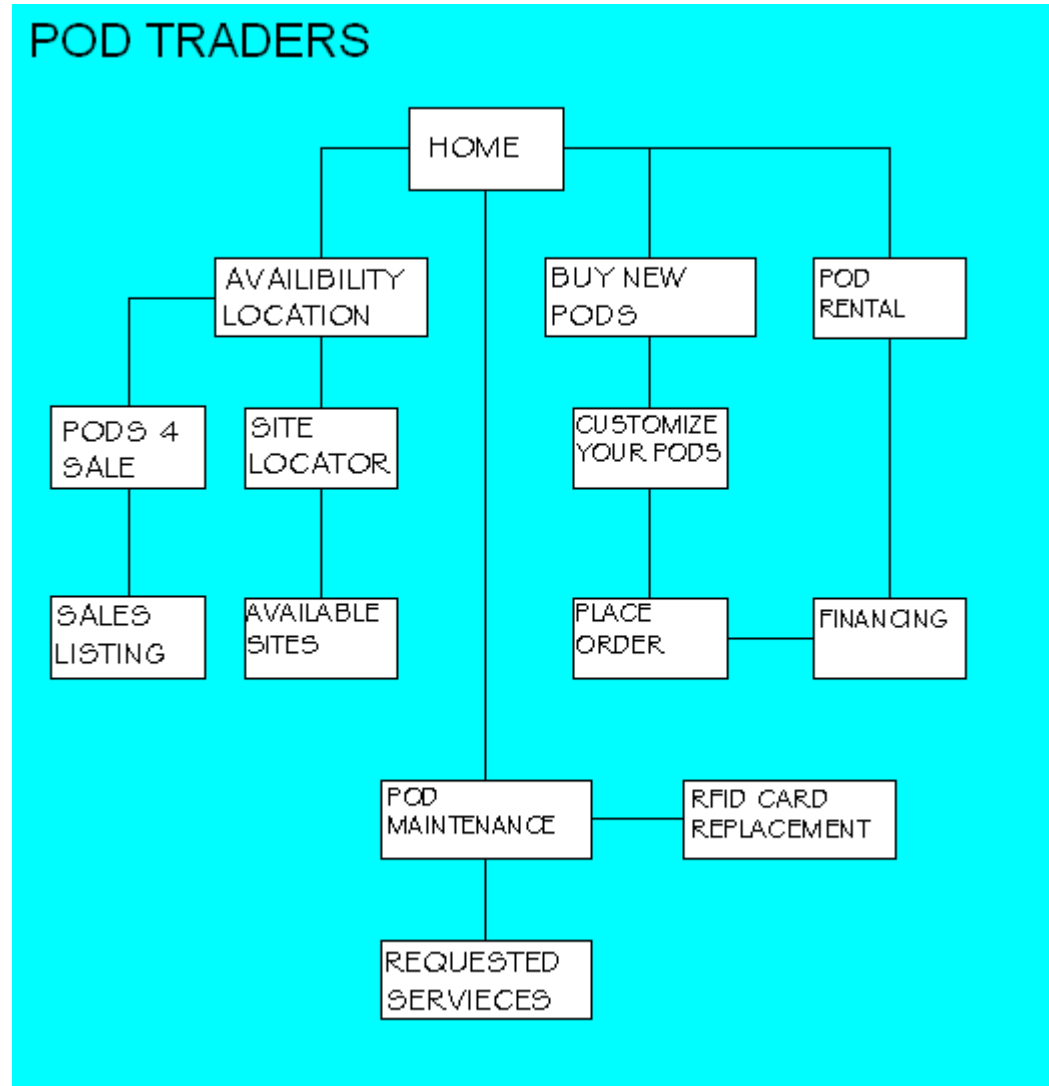 POD TRADERS
HOME
AVAILIBILITY
LOCATION
BUY NEW
PODS
POD
RENTAL
PODS 4
SALE
SITE
LOCATOR
CUSTOMIZE
YOUR PODS
SALES
LISTING
AVAILABLE
SITES
PLACE
ORDER
FINANCING
POD
MAINTENANCE
RFID CARD
REPLACEMENT
REQUESTED
SERVIECES